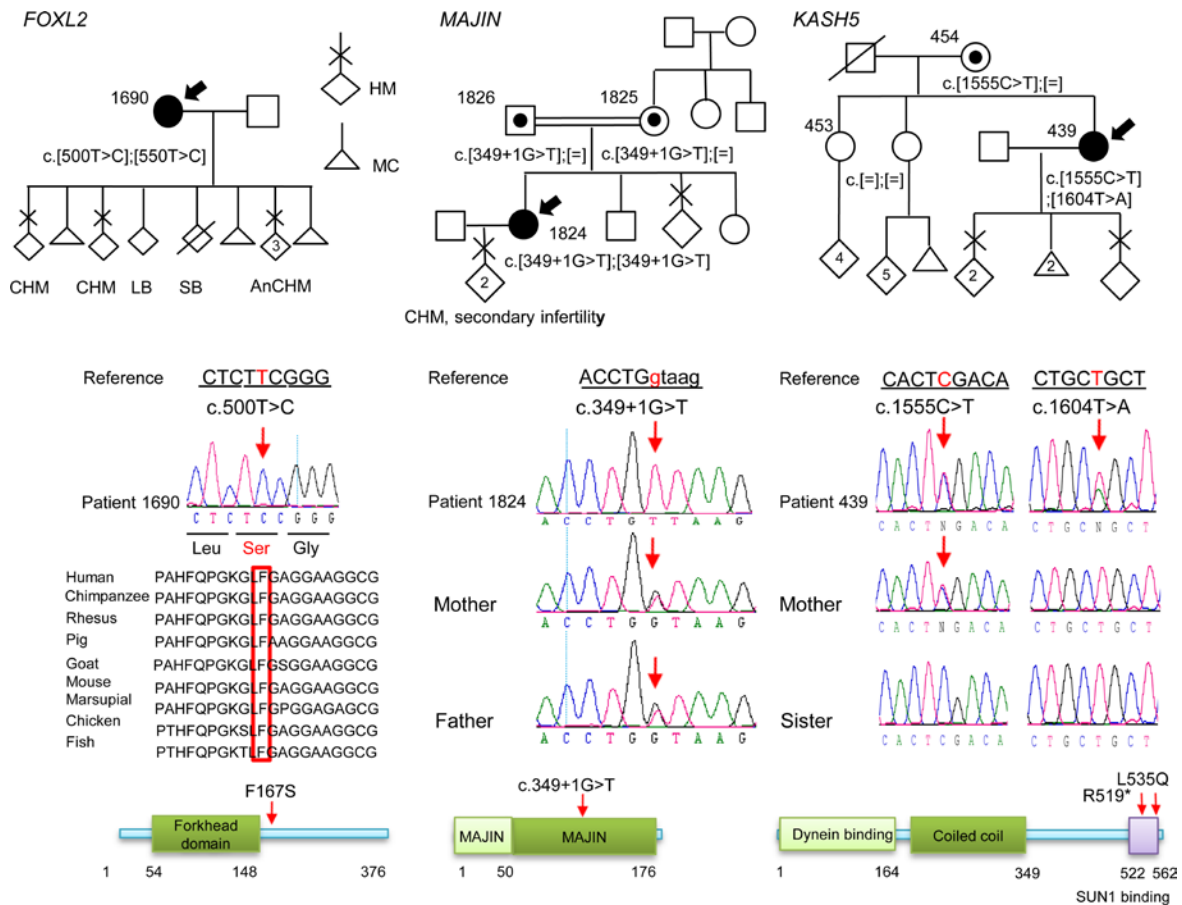 FOXL2
1690
HM
MC
c.[500T>C];[550T>C]
3
CHM CHM LB SB AnCHM
MAJIN
1826 1825
c.[349+1G>T];[=] c.[349+1G>T];[=]
1824
c.[349+1G>T];[349+1G>T]
2
CHM, secondary infertility
KASH5
454
c.[1555C>T];[=]
453 439
c.[=];[=]
c.[1555C>T]
;[1604T>A]
4 5 2 2
Reference CTCTTCGGG
c.500T>C
Patient 1690
C T C T C C G G G
Leu Ser Gly
Human PAHFQPGKGLFGAGGAAGGCG
Chimpanzee PAHFQPGKGLFGAGGAAGGCG
Rhesus PAHFQPGKGLFGAGGAAGGCG
Pig PAHFQPGKGLFAAGGAAGGCG
Goat PAHFQPGKGLFGSGGAAGGCG
Mouse PAHFQPGKGLFGAGGAAGGCG
Marsupial PAHFQPGKGLFGPGGAGAGCG
Chicken PTHFQPGKSLFGAGGAAGGCG
Fish PTHFQPGKTLFGAGGAAGGCG
F167S
Forkhead
domain
1 54 148 376
Reference ACCTGgtaag
c.349+1G>T
Patient 1824
A C C T G T T A A G
Mother
A C C T G G T A A G
Father
A C C T G G T A A G
c.349+1G>T
MAJIN MAJIN
1 50 176
Reference CACTCGACA CTGCTGCT
c.1555C>T c.1604T>A
Patient 439
C A C T N G A C A C T G C N G C T
Mother
C A C T N G A C A C T G C T G C T
Sister
C A C T C G A C A C T G C T G C T
L535Q
R519*
Dynein binding Coiled coil
1 164 349 522 562
SUN1 binding